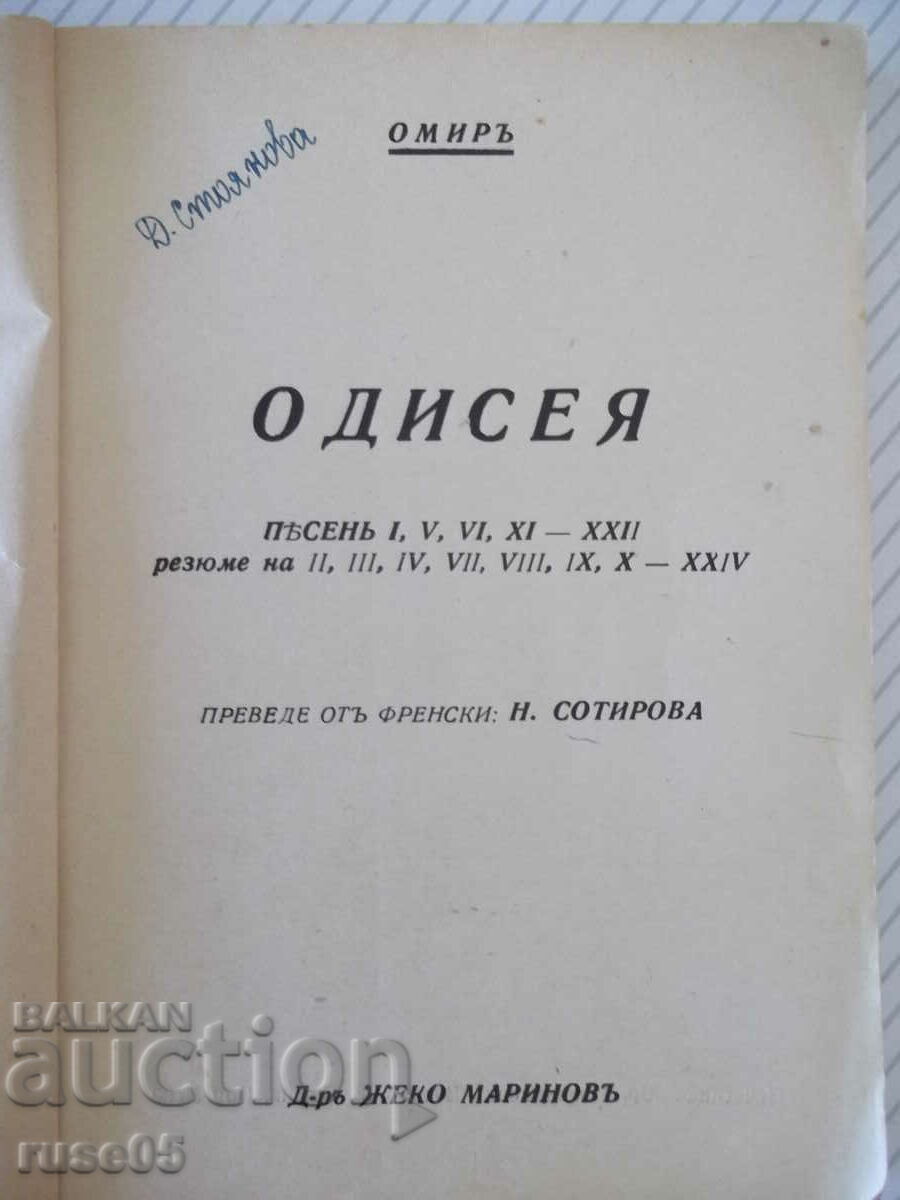 ОМИРЪ
Д. Стоянова
ОДИСЕЯ
ПѢСЕНЬ I, V, VI, XI — XXII
резюме на II, III, IV, VII, VIII, IX, X — XXIV
ПРЕВЕДЕ ОТЪ ФРЕНСКИ: Н. СОТИРОВА
Д-ръ ЖЕКО МАРИНОВЪ
BALKAN
auction
ruse05